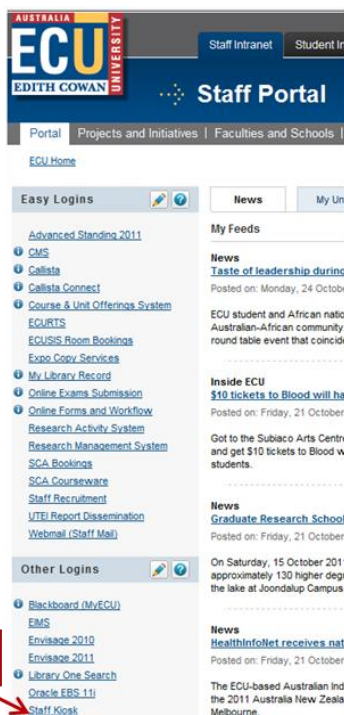 AUSTRALIA
ECU
EDITH COWAN
UNIVERSITY
Staff Intranet Student In
Staff Portal
Portal Projects and Initiatives | Faculties and Schools |
ECU Home
Easy Logins
Advanced Standing 2011
CMS
Callista
Callista Connect
Course & Unit Offerings System
ECURTS
ECUSIS Room Bookings
Expo Copy Services
My Library Record
Online Exams Submission
Online Forms and Workflow
Research Activity System
Research Management System
SCA Bookings
SCA Courseware
Staff Recruitment
UTEI Report Dissemination
Webmail (Staff Mail)
Other Logins
Blackboard (MyECU)
EIMS
Envisage 2010
Envisage 2011
Library One Search
Oracle EBS 11i
Staff Kiosk
News My Un
My Feeds
News
Taste of leadership during
Posted on: Monday, 24 Octobe
ECU student and African natio
Australian-African community
round table event that coincide
Inside ECU
$10 tickets to Blood will ha
Posted on: Friday, 21 October
Got to the Subiaco Arts Centre
and get $10 tickets to Blood w
students.
News
Graduate Research School
Posted on: Friday, 21 October
On Saturday, 15 October 2011
approximately 130 higher degr
the lake at Joondalup Campus
News
HealthInfoNet receives nat
Posted on: Friday, 21 October
The ECU-based Australian Ind
the 2011 Australia New Zeala
Melbourne.